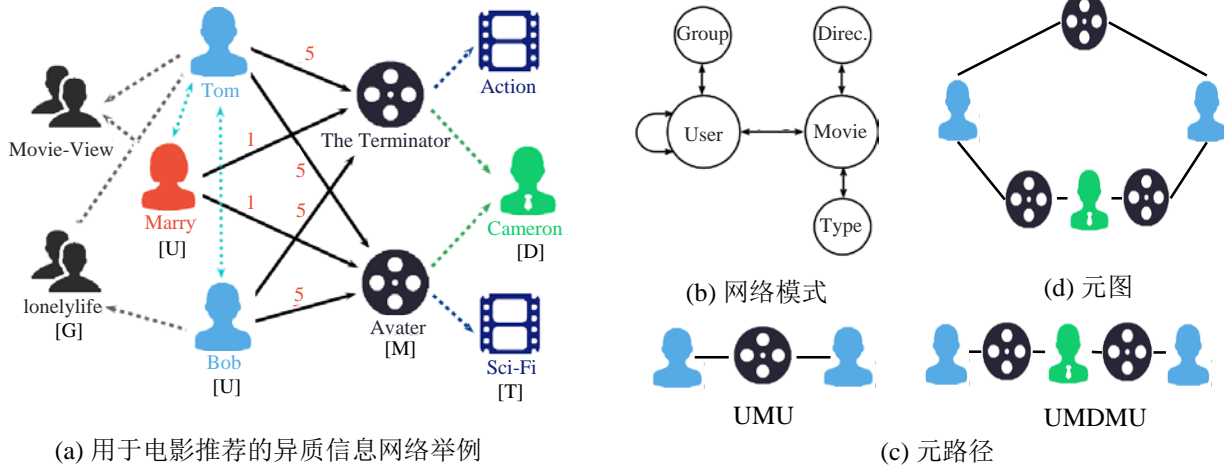 Tom
Movie-View
Marry
[U]
lonelylife
[G]
Bob
[U]
5
1
5
1
5
5
The Terminator
Avater
[M]
Action
Cameron
[D]
Sci-Fi
[T]
(a) 用于电影推荐的异质信息网络举例
Group
Direc.
User
Movie
Type
(b) 网络模式
(d) 元图
UMU
UMDMU
(c) 元路径